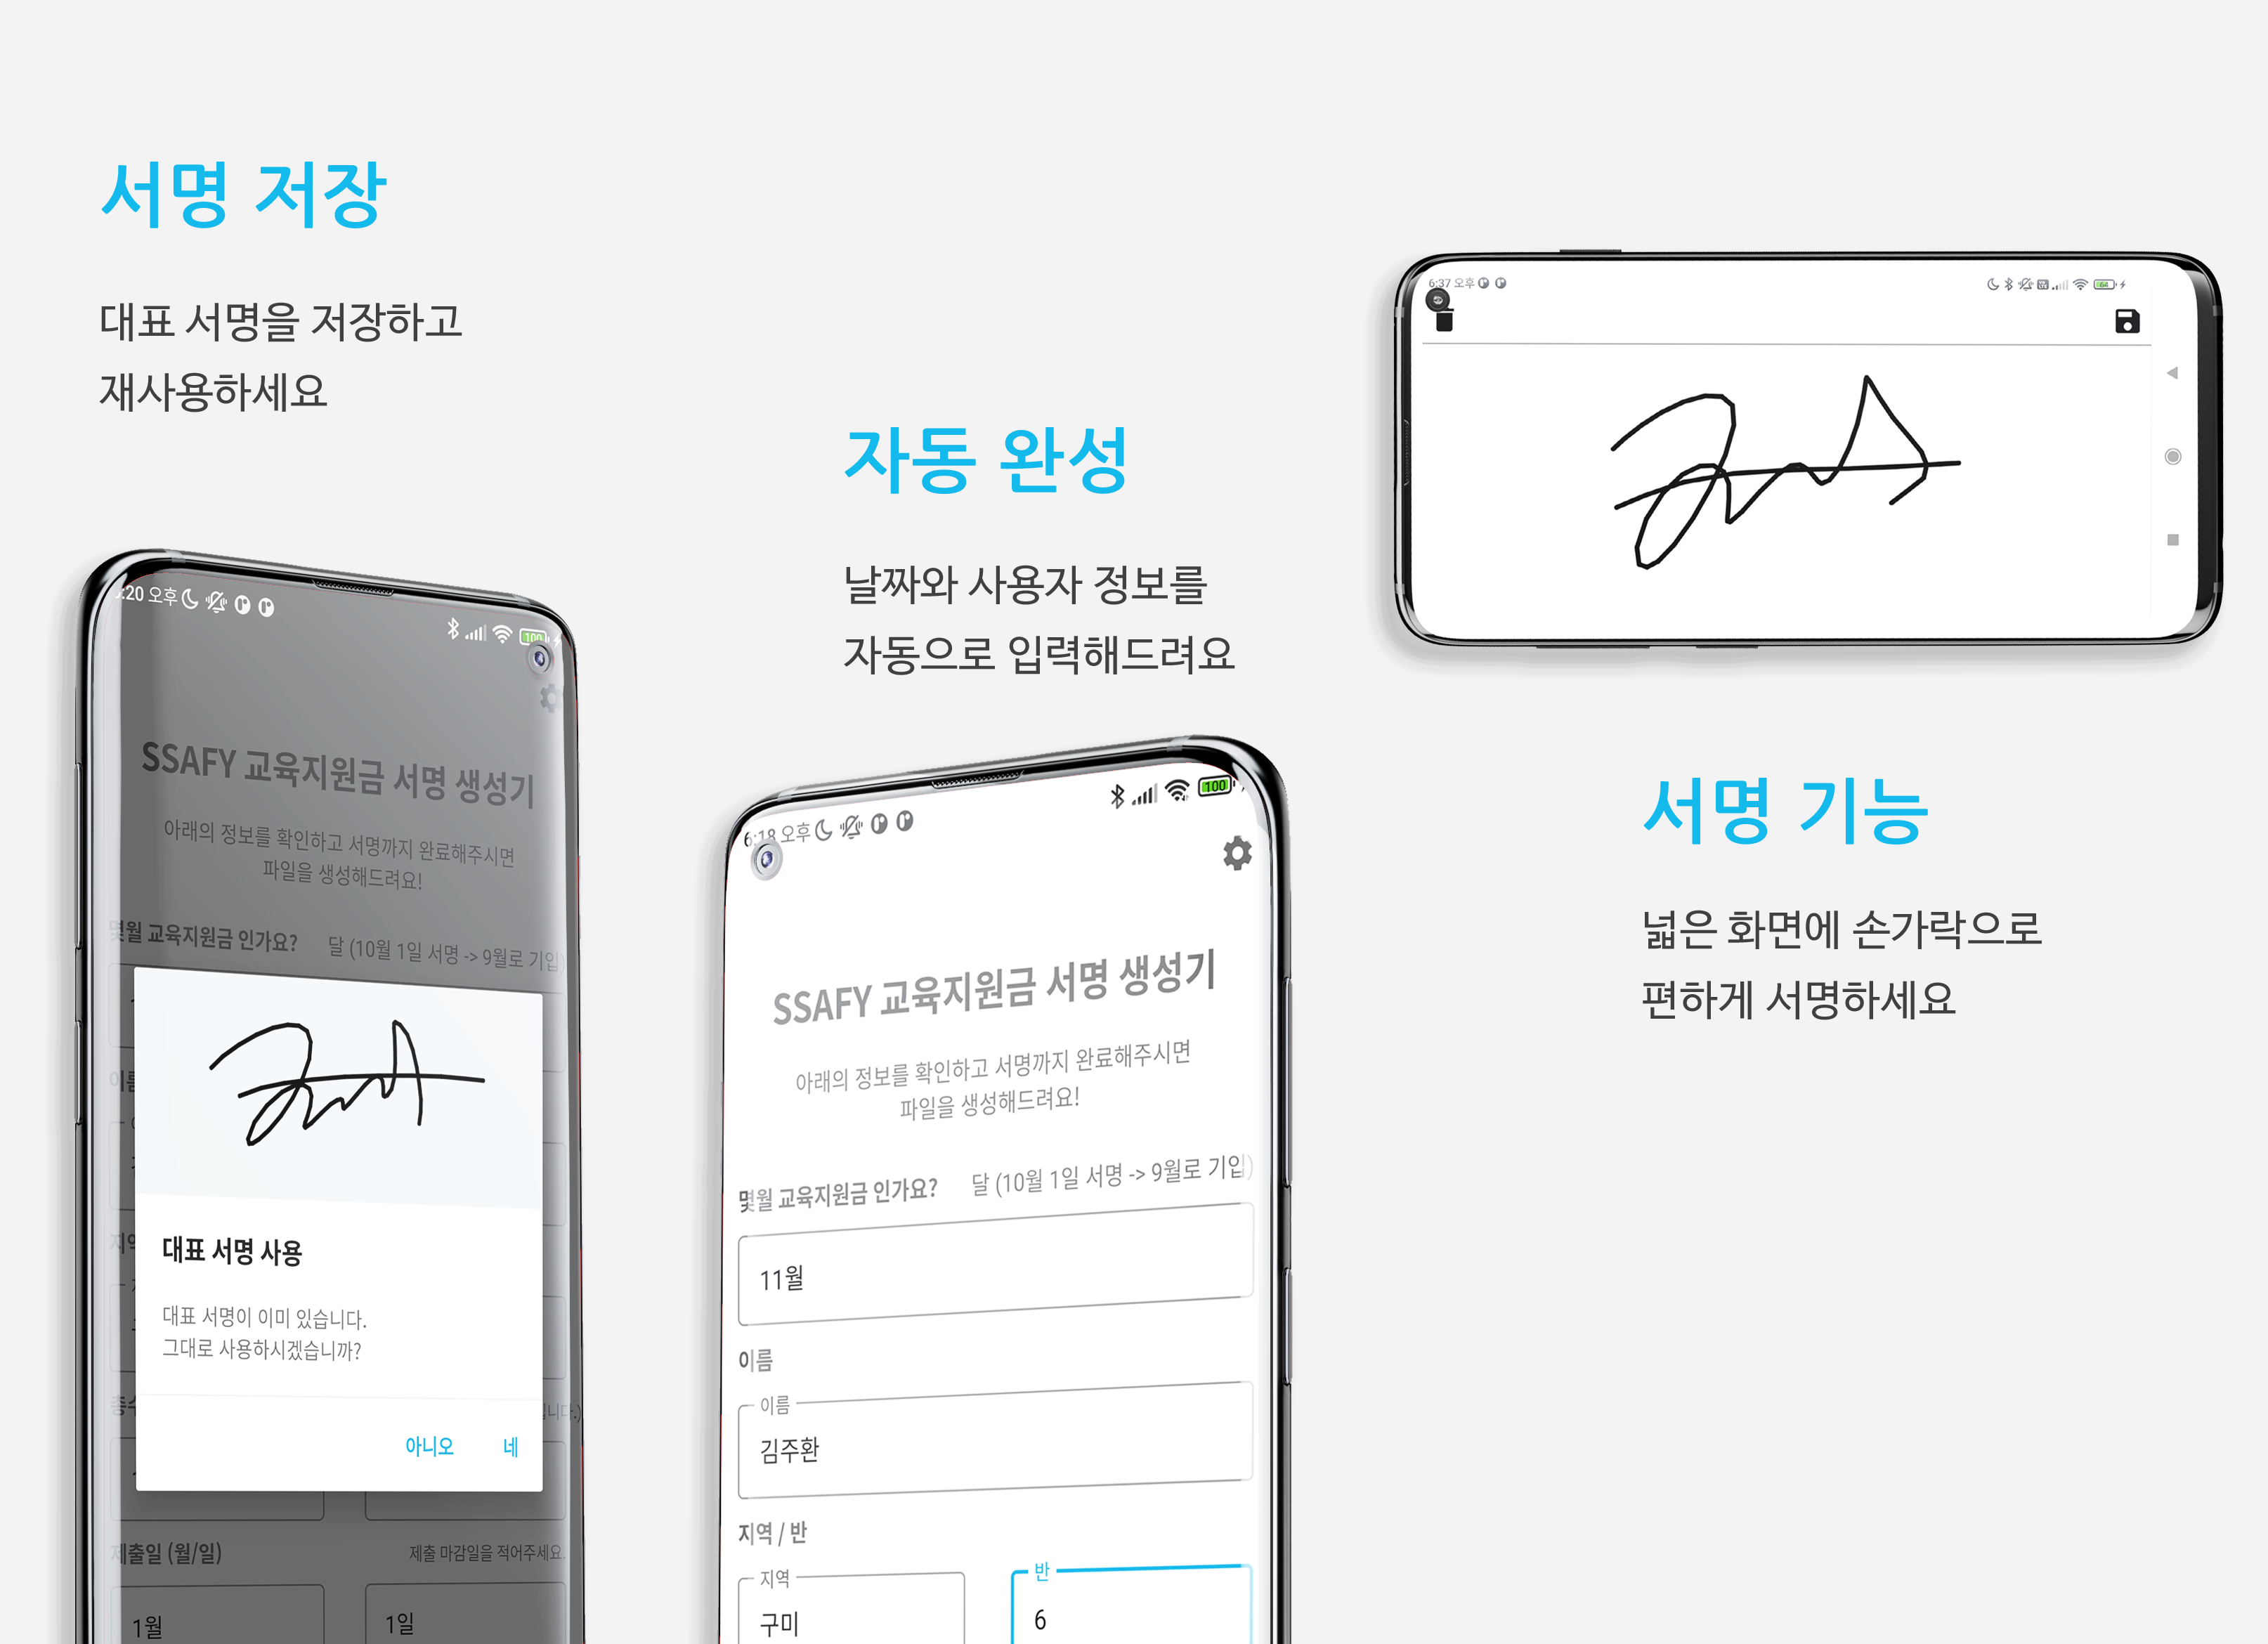 서명 저장
대표 서명을 저장하고
재사용하세요
:20 오후
100
SSAFY 교육지원금 서명 생성기
아래의 정보를 확인하고 서명까지 완료해주시면
파일을 생성해드려요!
몇월 교육지원금 인가요? 달 (10월 1일 서명 -> 9월로 기입)
대표 서명 사용
대표 서명이 이미 있습니다.
그대로 사용하시겠습니까?
니다.)
아니오 네
제출일 (월/일) 제출 마감일을 적어주세요.
1월 1일
자동 완성
날짜와 사용자 정보를
자동으로 입력해드려요
6:18 오후
100
SSAFY 교육지원금 서명 생성기
아래의 정보를 확인하고 서명까지 완료해주시면
파일을 생성해드려요!
몇월 교육지원금 인가요? 달 (10월 1일 서명 -> 9월로 기입)
11월
이름
이름
김주환
지역 / 반
지역 반
구미 6
6:37 오후
64
서명 기능
넓은 화면에 손가락으로
편하게 서명하세요